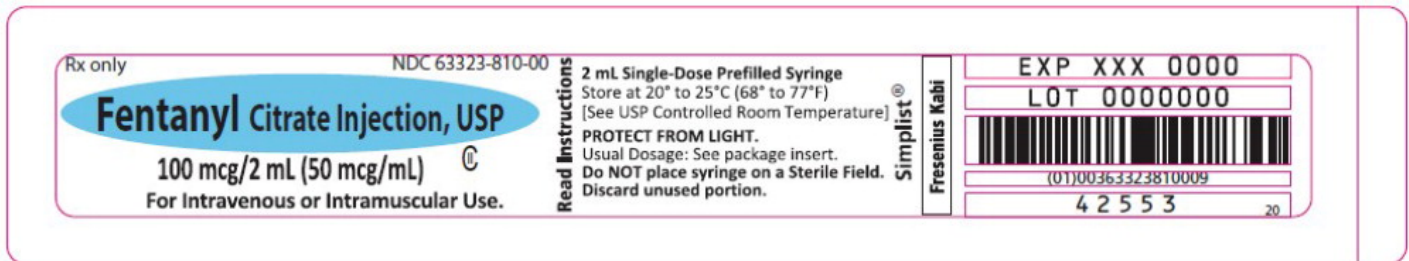 Rx only NDC 63323-810-00
Fentanyl Citrate Injection, USP
100 mcg/2 mL (50 mcg/mL) CII
For Intravenous or Intramuscular Use.
Read Instructions
2 mL Single-Dose Prefilled Syringe
Store at 20° to 25°C (68° to 77°F)
[See USP Controlled Room Temperature]
PROTECT FROM LIGHT.
Usual Dosage: See package insert.
Do NOT place syringe on a Sterile Field.
Discard unused portion.
Simplist®
Fresenius Kabi
EXP XXX 0000
LOT 0000000
(01)00363323810009
42553 20